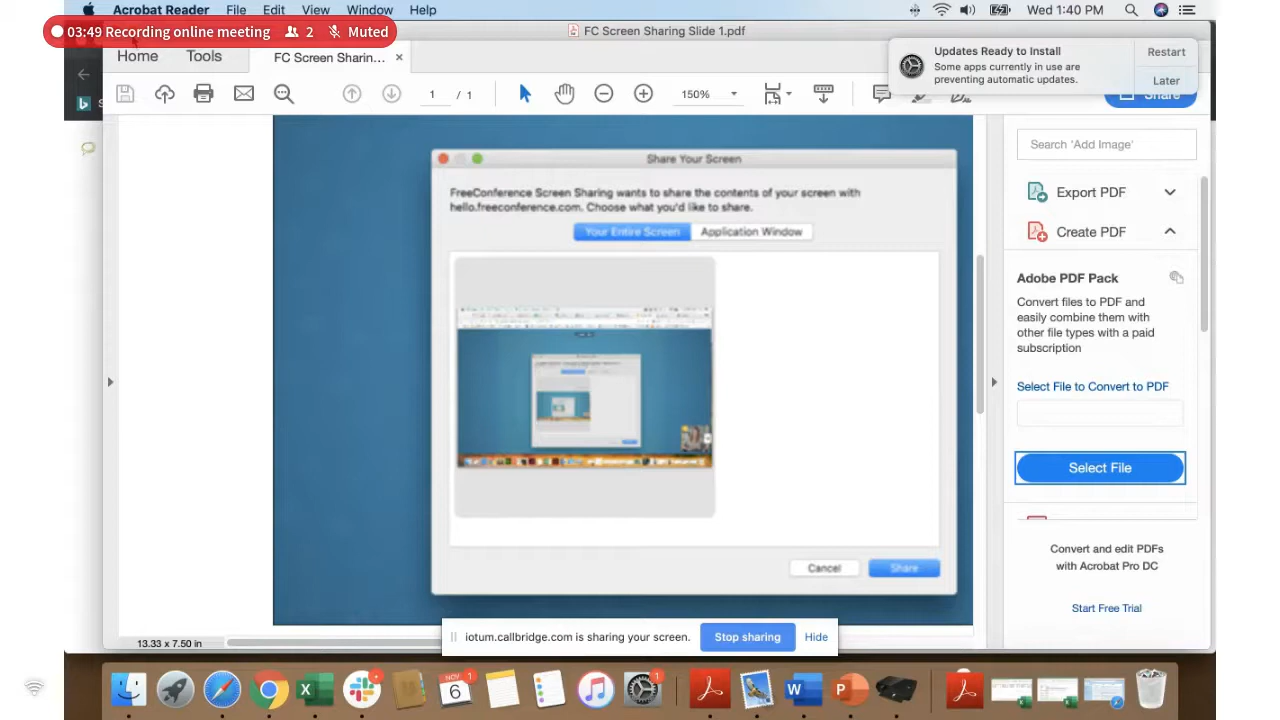 Acrobat Reader File Edit View Window Help
Wed 1:40 PM
03:49 Recording online meeting 2 Muted
FC Screen Sharing Slide 1.pdf
Home Tools FC Screen Sharin...
Updates Ready to Install
Some apps currently in use are
preventing automatic updates.
Restart
Later
1 / 1
150%
Share
Share Your Screen
FreeConference Screen Sharing wants to share the contents of your screen with
hello.freeconference.com. Choose what you'd like to share.
Your Entire Screen Application Window
Cancel Share
Search 'Add Image'
Export PDF
Create PDF
Adobe PDF Pack
Convert files to PDF and
easily combine them with
other file types with a paid
subscription
Select File to Convert to PDF
Select File
Convert and edit PDFs
with Acrobat Pro DC
Start Free Trial
13.33 x 7.50 in
iotum.callbridge.com is sharing your screen. Stop sharing Hide
NOV
6
1
1
W
P
X